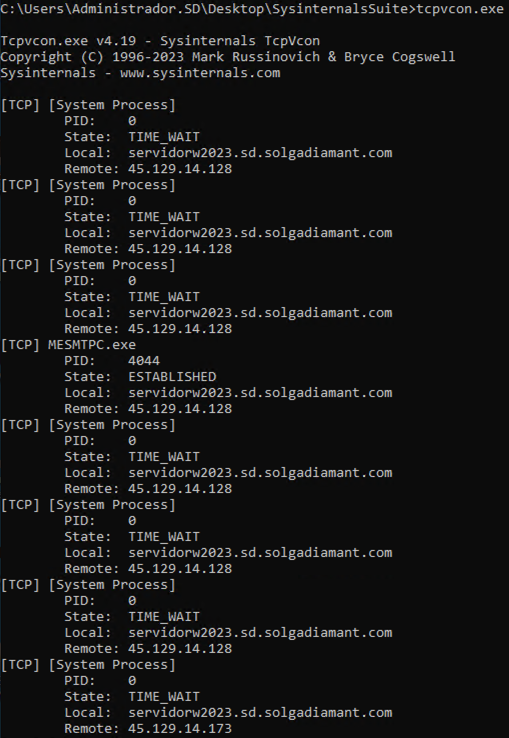 C:\Users\Administrador.SD\Desktop\SysinternalsSuite>tcpvcon.exe
Tcpvcon.exe v4.19 - Sysinternals TcpVcon
Copyright (C) 1996-2023 Mark Russinovich & Bryce Cogswell
Sysinternals - www.sysinternals.com
[TCP] [System Process]
PID: 0
State: TIME_WAIT
Local: servidorw2023.sd.solgadiamant.com
Remote: 45.129.14.128
[TCP] [System Process]
PID: 0
State: TIME_WAIT
Local: servidorw2023.sd.solgadiamant.com
Remote: 45.129.14.128
[TCP] [System Process]
PID: 0
State: TIME_WAIT
Local: servidorw2023.sd.solgadiamant.com
Remote: 45.129.14.128
[TCP] MESMTPC.exe
PID: 4044
State: ESTABLISHED
Local: servidorw2023.sd.solgadiamant.com
Remote: 45.129.14.128
[TCP] [System Process]
PID: 0
State: TIME_WAIT
Local: servidorw2023.sd.solgadiamant.com
Remote: 45.129.14.128
[TCP] [System Process]
PID: 0
State: TIME_WAIT
Local: servidorw2023.sd.solgadiamant.com
Remote: 45.129.14.128
[TCP] [System Process]
PID: 0
State: TIME_WAIT
Local: servidorw2023.sd.solgadiamant.com
Remote: 45.129.14.128
[TCP] [System Process]
PID: 0
State: TIME_WAIT
Local: servidorw2023.sd.solgadiamant.com
Remote: 45.129.14.173